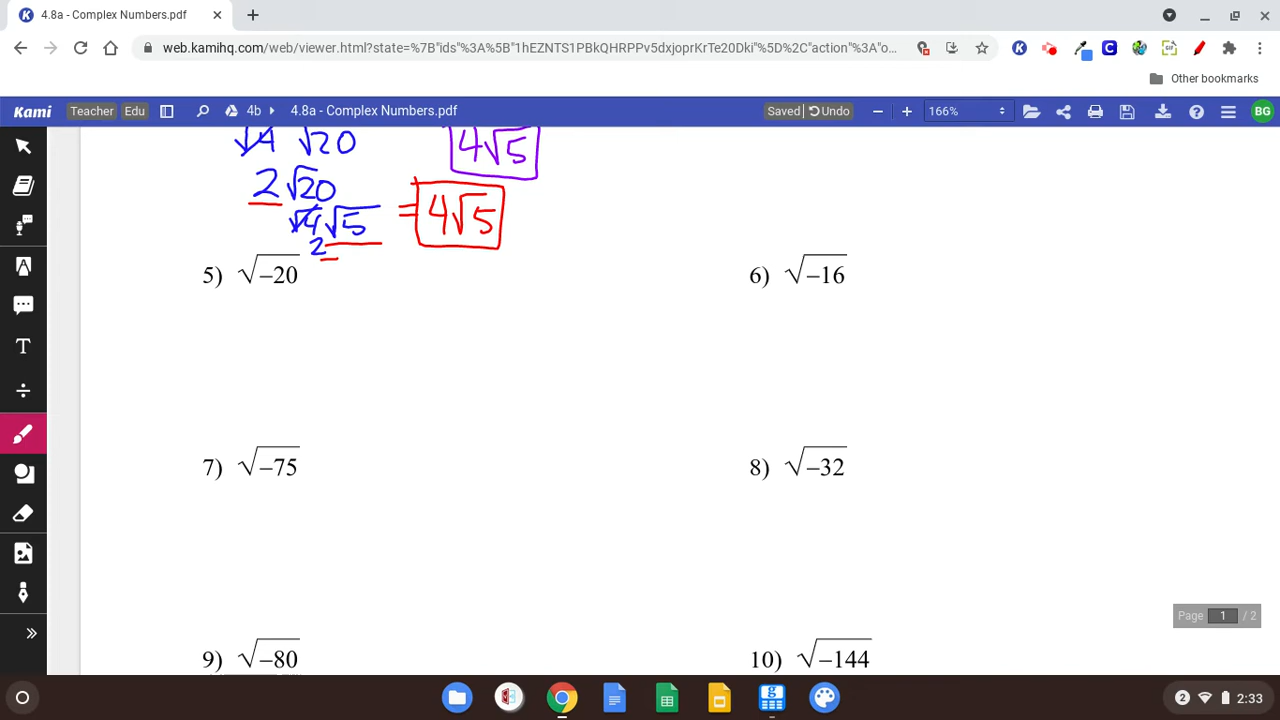 4.8a - Complex Numbers.pdf
web.kamihq.com/web/viewer.html?state=%7B"ids"%3A%5B"1hEZNTS1PBkQHRPPv5dxjoprKrTe20Dki"%5D%2C"action"%3A"o...
Other bookmarks
Kami Teacher Edu 4b 4.8a - Complex Numbers.pdf Saved Undo 166% BG
√4 √20 4√5
2 √20
√4 √5 = 4√5
2
5) √−20 6) √−16
7) √−75 8) √−32
Page 1 / 2
9) √−80 10) √−144
2 2:33